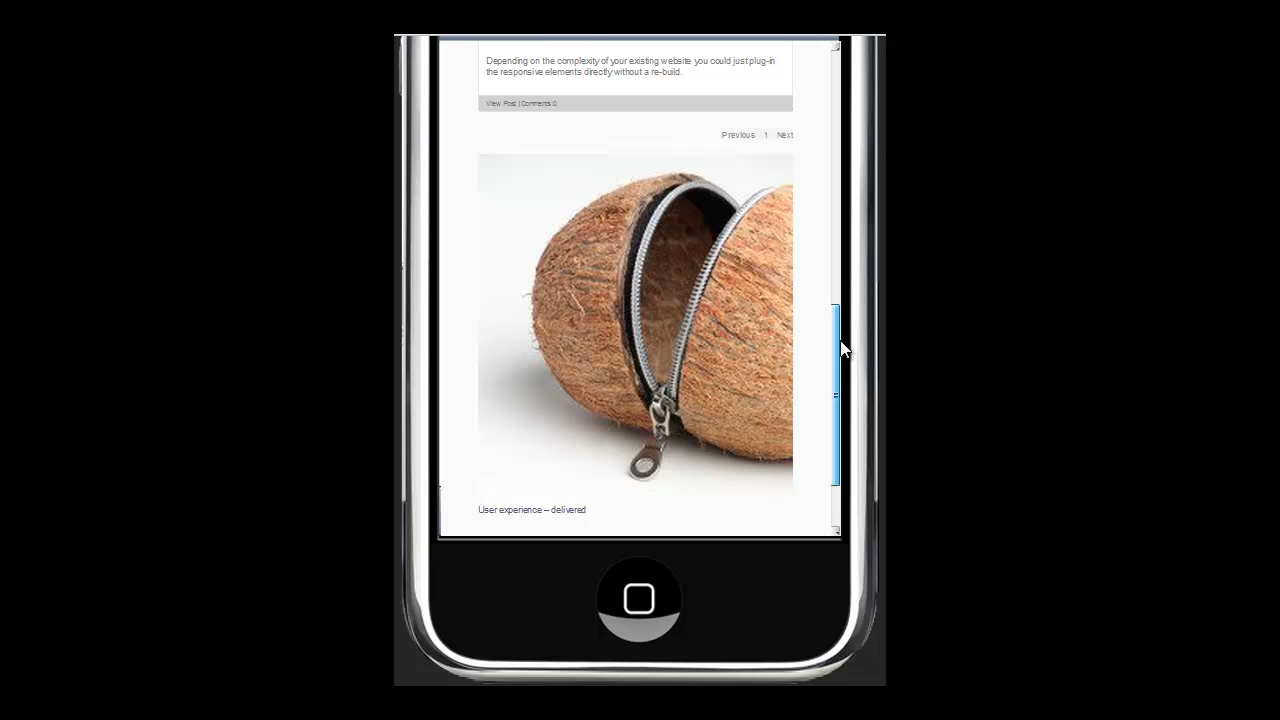 Depending on the complexity of your existing website you could just plug-in
the responsive elements directly without a re-build.
View Post | Comments 0
Previous 1 Next
User experience – delivered